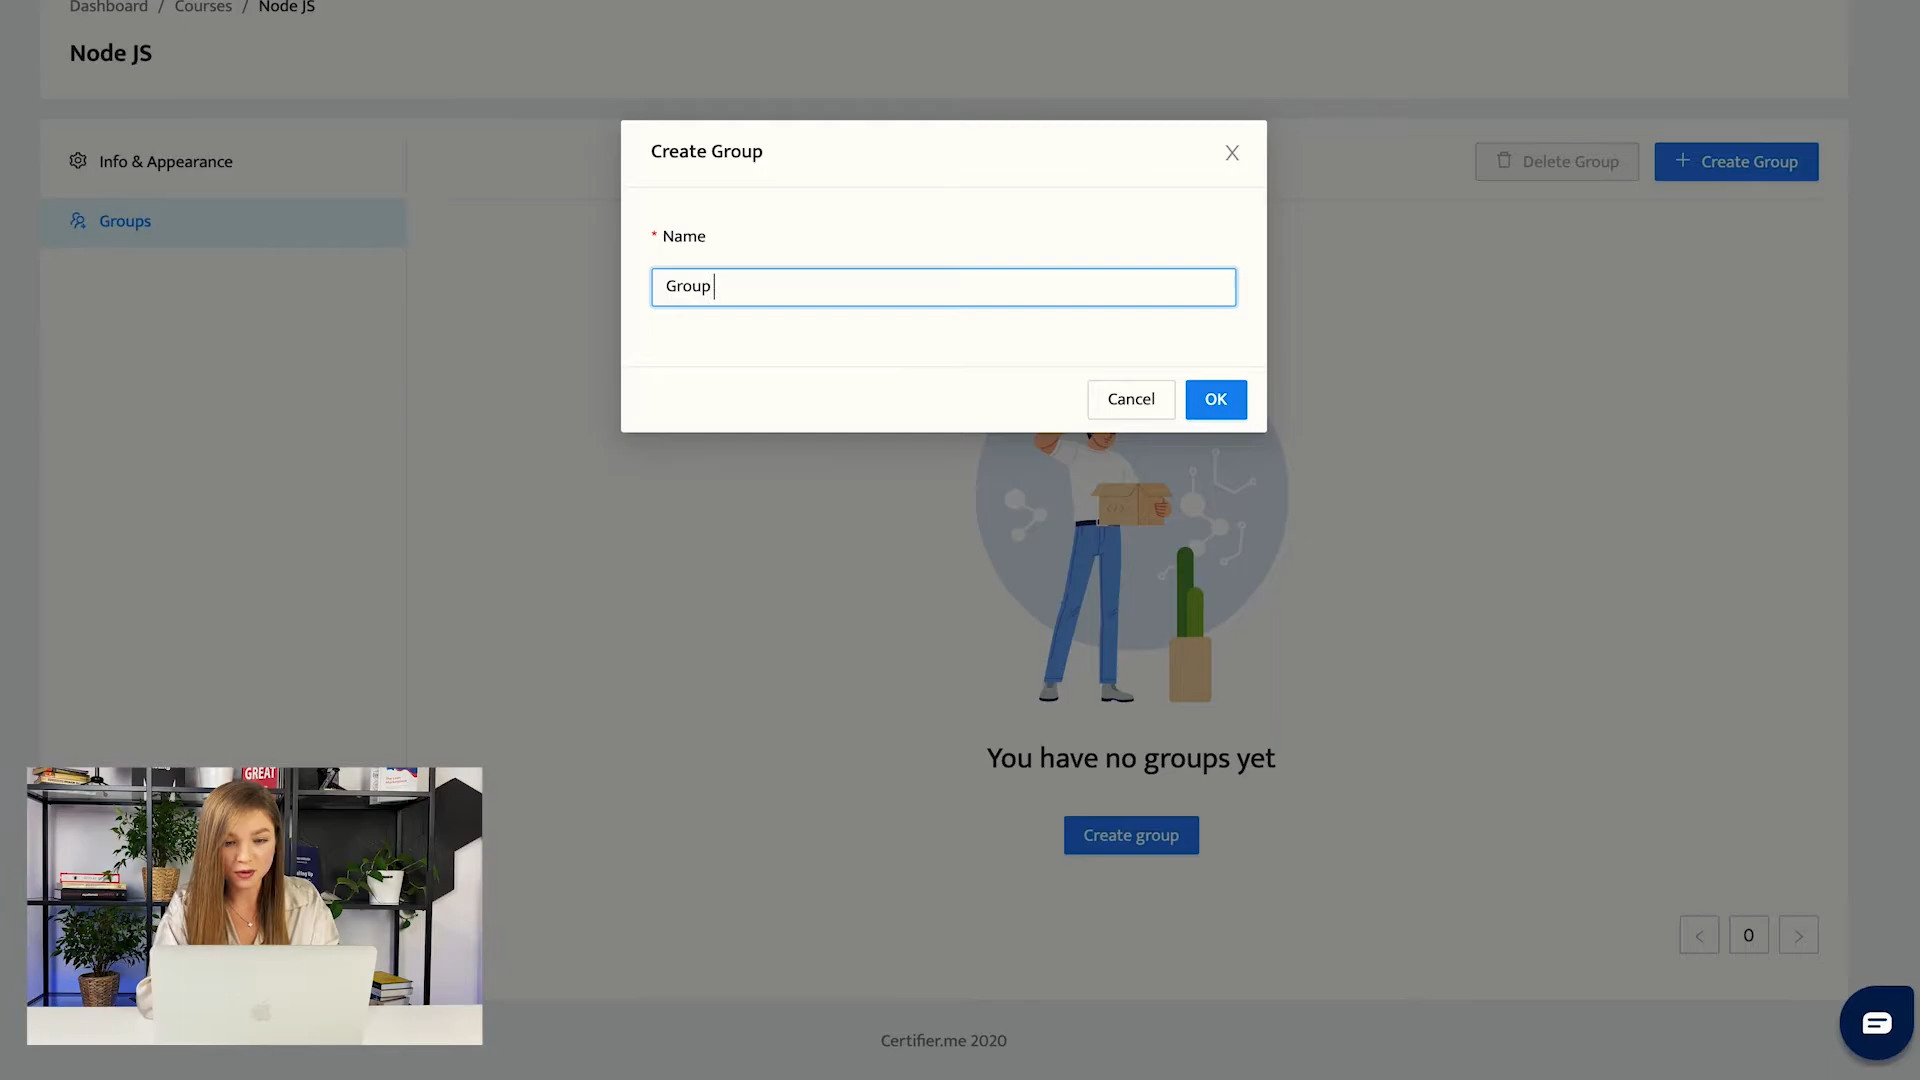 Dashboard / Courses / Node JS
Node JS
Info & Appearance
Groups
Delete Group
+ Create Group
Create Group
X
* Name
Group
Cancel
OK
You have no groups yet
Create group
< 0 >
GREAT
Certifier.me 2020